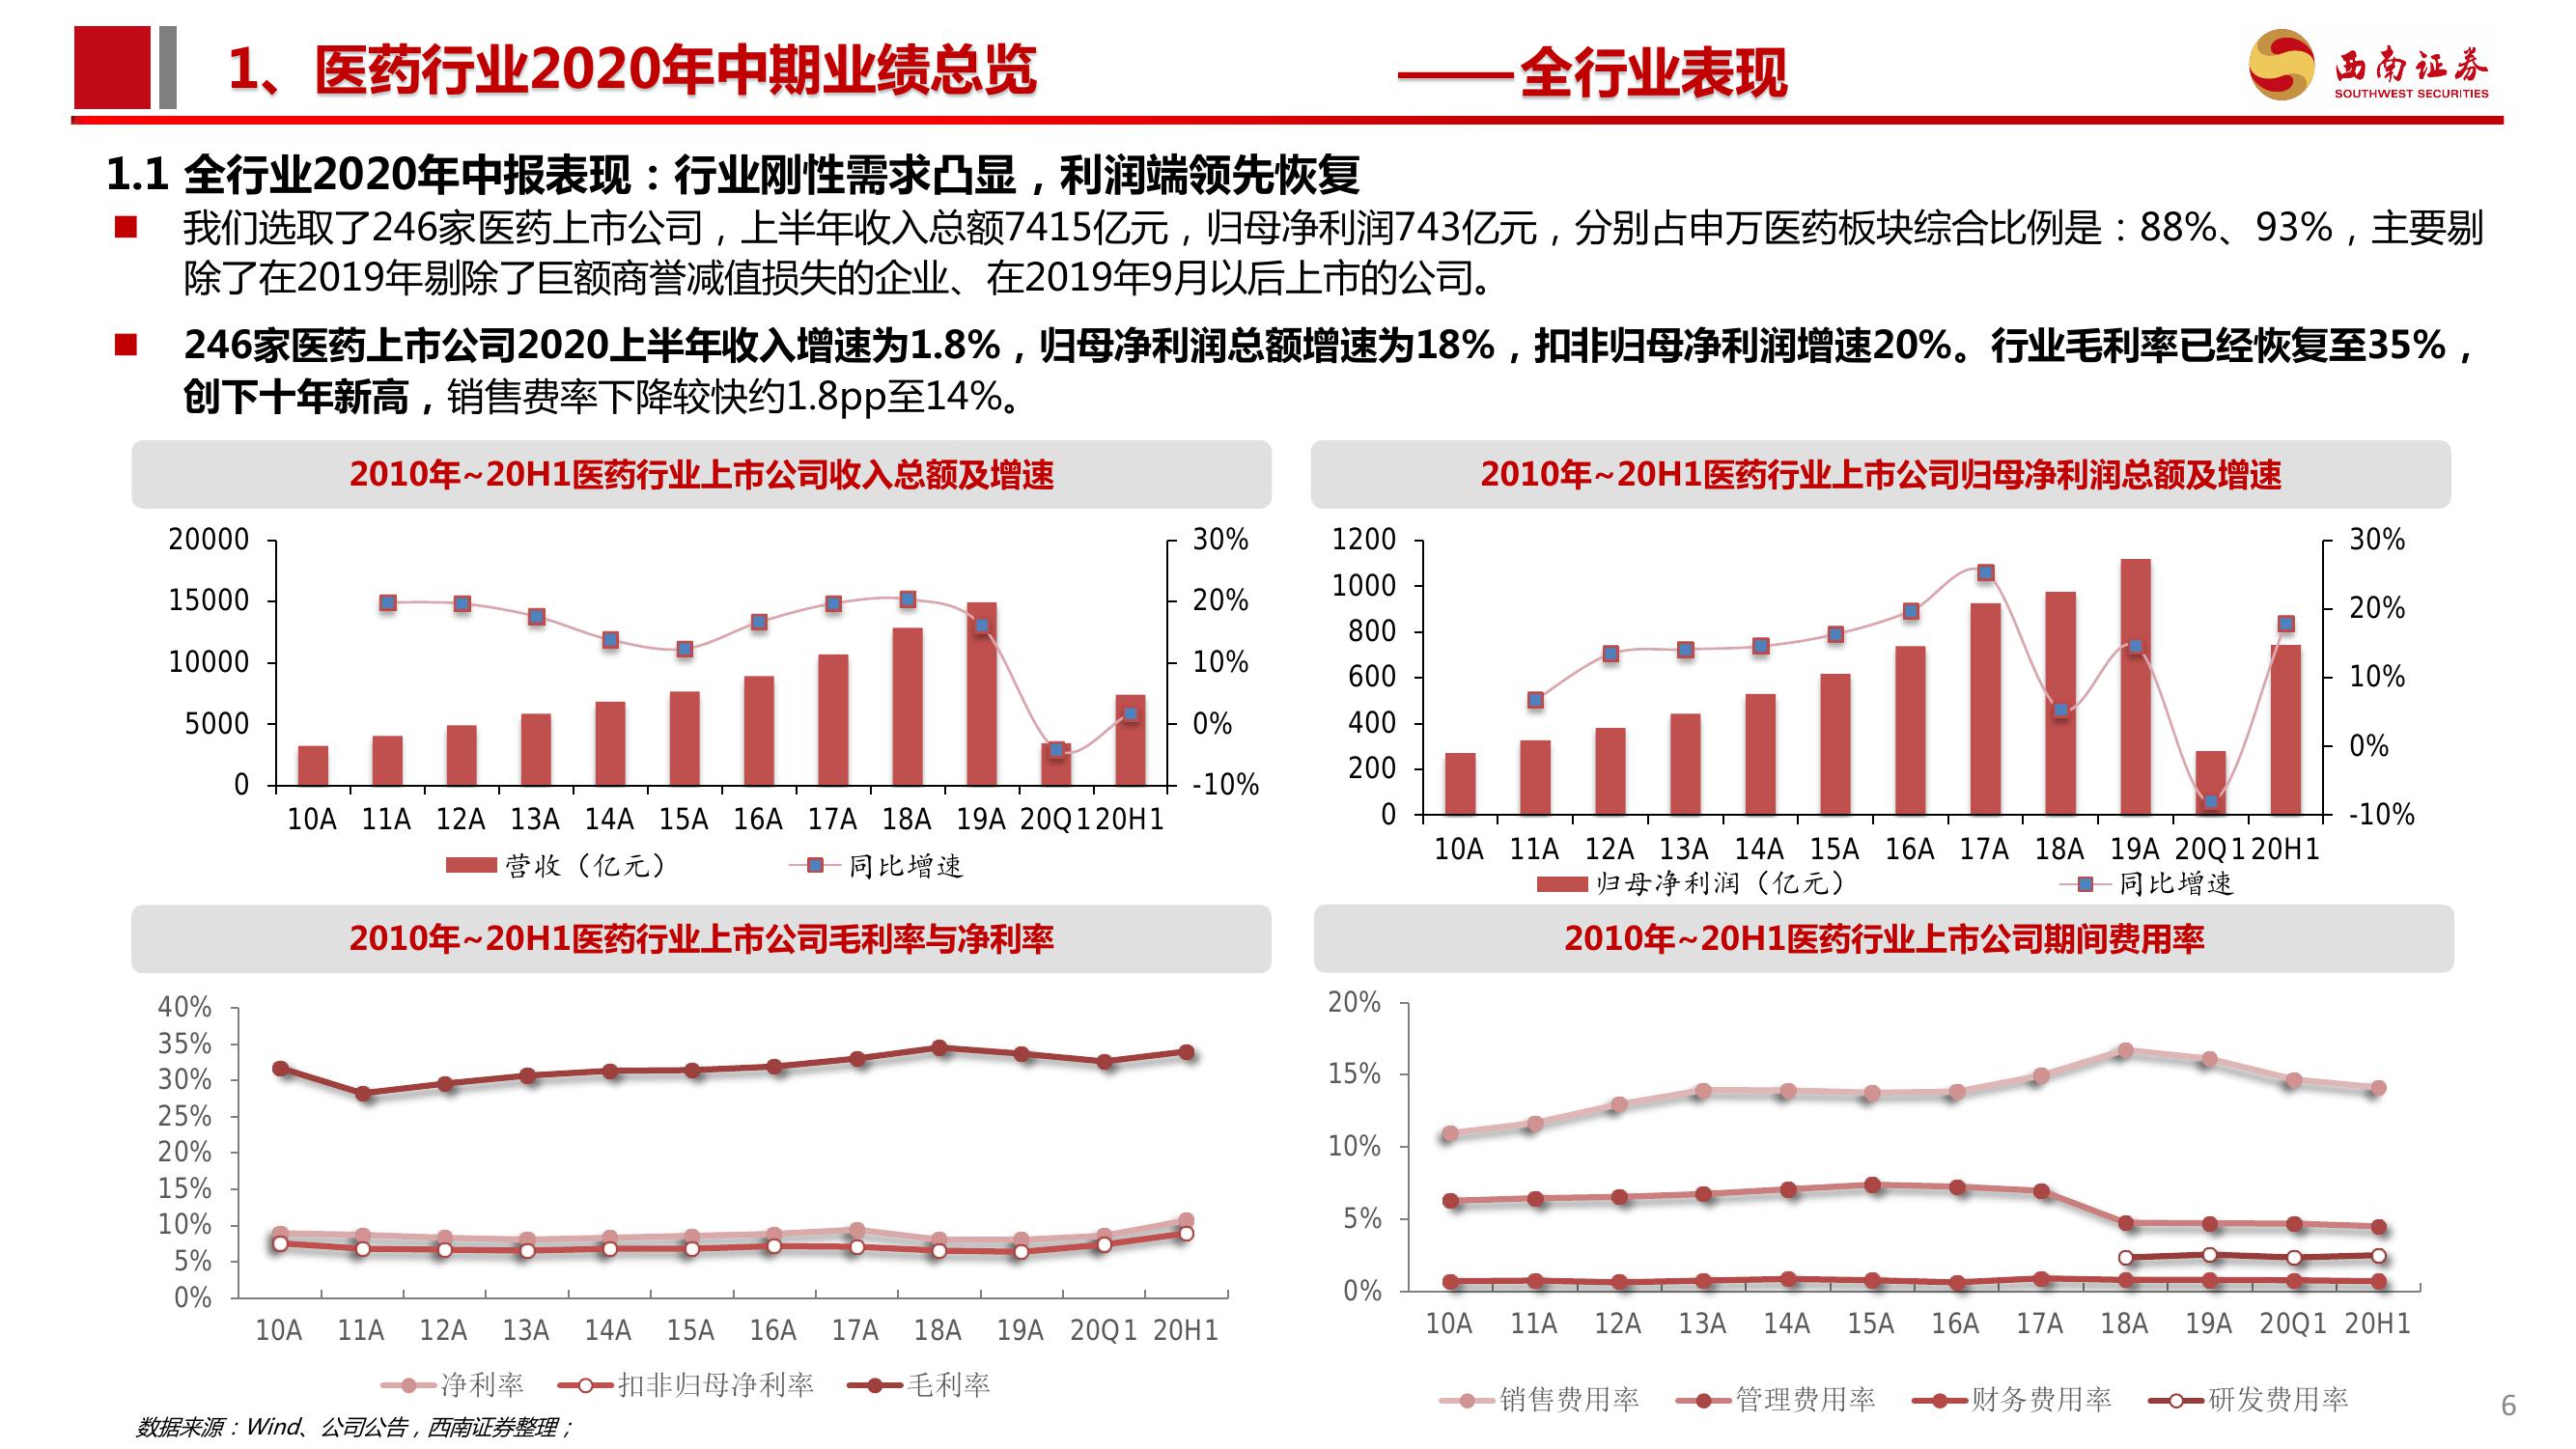 1、医药行业2020年中期业绩总览
——全行业表现
西南证券
SOUTHWEST SECURITIES
1.1 全行业2020年中报表现：行业刚性需求凸显，利润端领先恢复
我们选取了246家医药上市公司，上半年收入总额7415亿元，归母净利润743亿元，分别占申万医药板块综合比例是：88%、93%，主要剔
除了在2019年剔除了巨额商誉减值损失的企业、在2019年9月以后上市的公司。
246家医药上市公司2020上半年收入增速为1.8%，归母净利润总额增速为18%，扣非归母净利润增速20%。行业毛利率已经恢复至35%，
创下十年新高，销售费率下降较快约1.8pp至14%。
2010年~20H1医药行业上市公司收入总额及增速
20000
15000
10000
5000
0
30%
20%
10%
0%
-10%
10A 11A 12A 13A 14A 15A 16A 17A 18A 19A 20Q1 20H1
营收（亿元） 同比增速
2010年~20H1医药行业上市公司归母净利润总额及增速
1200
1000
800
600
400
200
0
30%
20%
10%
0%
-10%
10A 11A 12A 13A 14A 15A 16A 17A 18A 19A 20Q1 20H1
归母净利润（亿元） 同比增速
2010年~20H1医药行业上市公司毛利率与净利率
40%
35%
30%
25%
20%
15%
10%
5%
0%
10A 11A 12A 13A 14A 15A 16A 17A 18A 19A 20Q1 20H1
净利率 扣非归母净利率 毛利率
2010年~20H1医药行业上市公司期间费用率
20%
15%
10%
5%
0%
10A 11A 12A 13A 14A 15A 16A 17A 18A 19A 20Q1 20H1
销售费用率 管理费用率 财务费用率 研发费用率
数据来源：Wind、公司公告，西南证券整理；
6